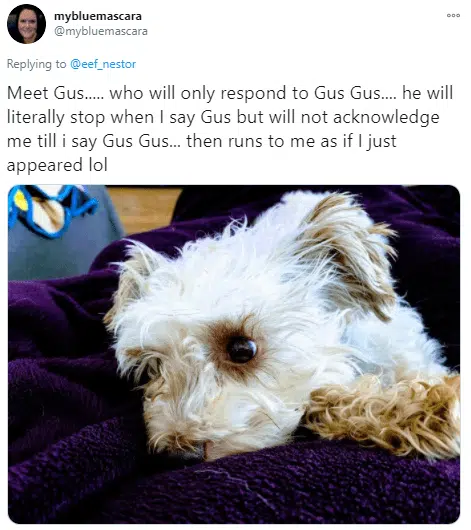 mybluemascara
@mybluemascara
Replying to @eef_nestor
Meet Gus..... who will only respond to Gus Gus.... he will
literally stop when I say Gus but will not acknowledge
me till i say Gus Gus... then runs to me as if I just
appeared lol